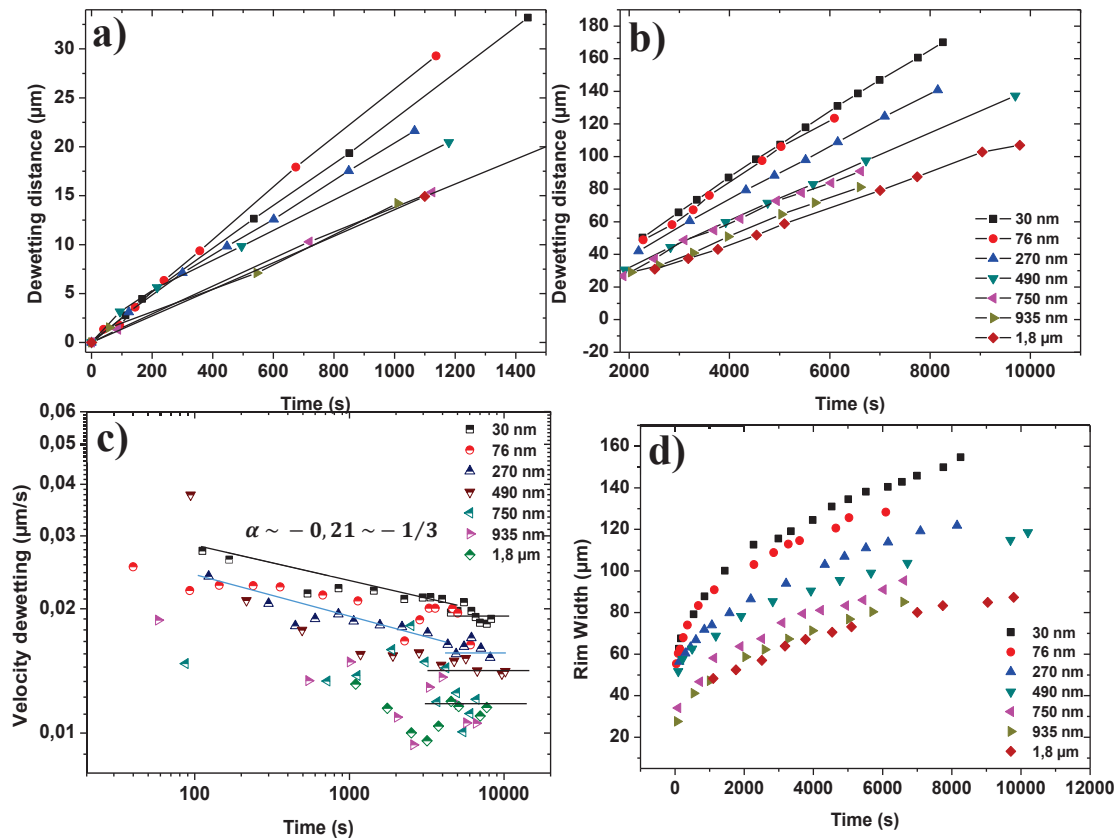 a)
Dewetting distance (µm)
30
25
20
15
10
5
0
0 200 400 600 800 1000 1200 1400
Time (s)
b)
Dewetting distance (µm)
180
160
140
120
100
80
60
40
20
0
-20
2000 4000 6000 8000 10000
Time (s)
30 nm
76 nm
270 nm
490 nm
750 nm
935 nm
1,8 µm
c)
Velocity dewetting (µm/s)
0,06
0,05
0,04
0,03
0,02
0,01
100 1000 10000
Time (s)
α ~ − 0, 21 ~ − 1/3
30 nm
76 nm
270 nm
490 nm
750 nm
935 nm
1,8 µm
d)
Rim Width (µm)
160
140
120
100
80
60
40
20
0 2000 4000 6000 8000 10000 12000
Time (s)
30 nm
76 nm
270 nm
490 nm
750 nm
935 nm
1,8 µm